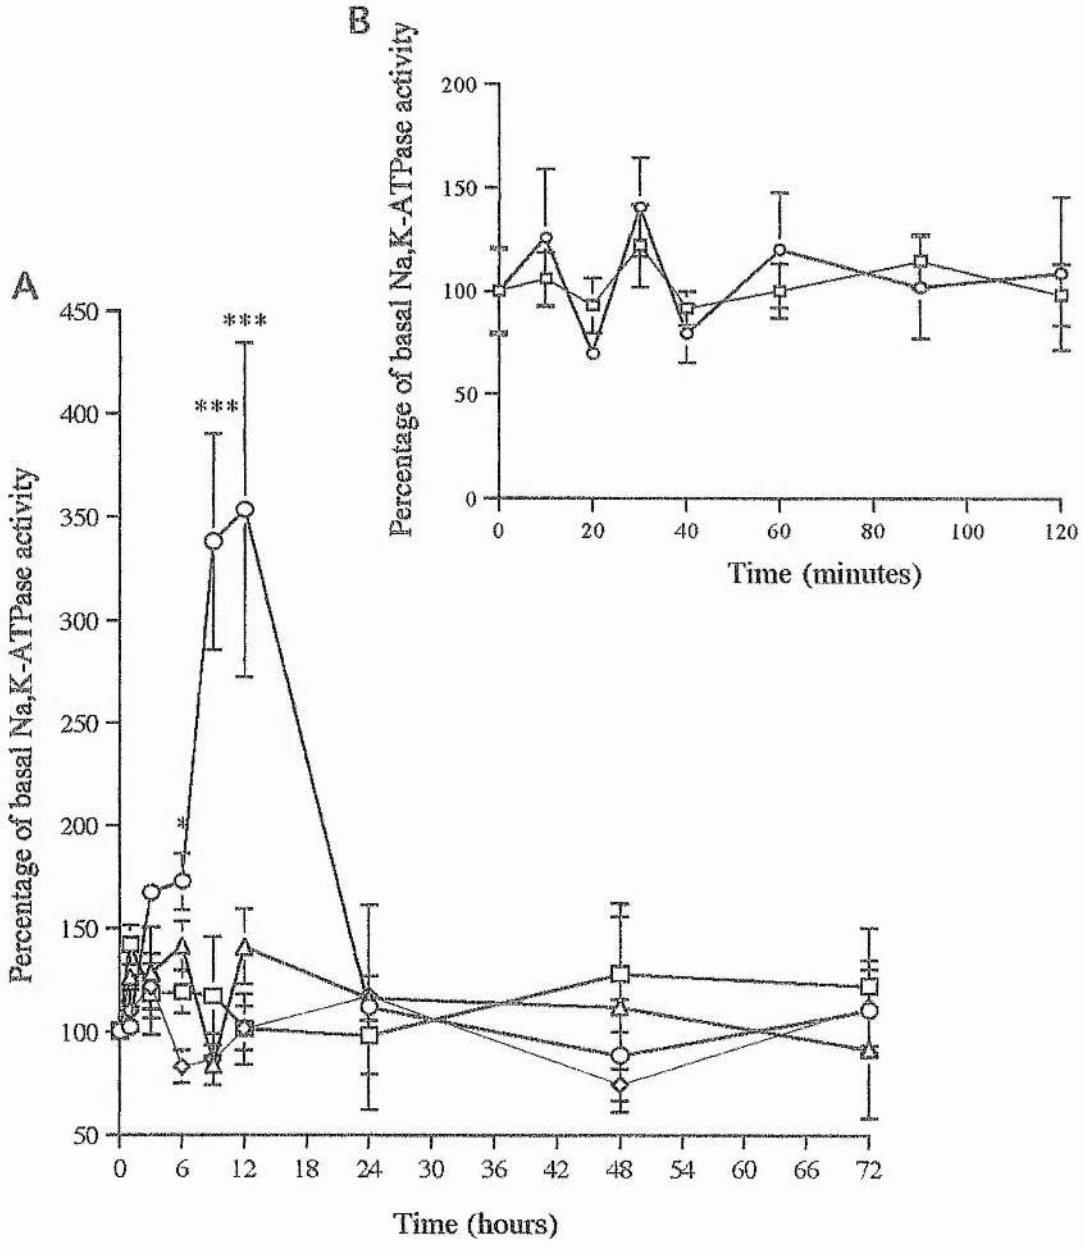 B
Percentage of basal Na,K-ATPase activity
200
150
100
50
0
0 20 40 60 80 100 120
Time (minutes)
A
Percentage of basal Na,K-ATPase activity
450
400
350
300
250
200
150
100
50
***
***
*
0 6 12 18 24 30 36 42 48 54 60 66 72
Time (hours)